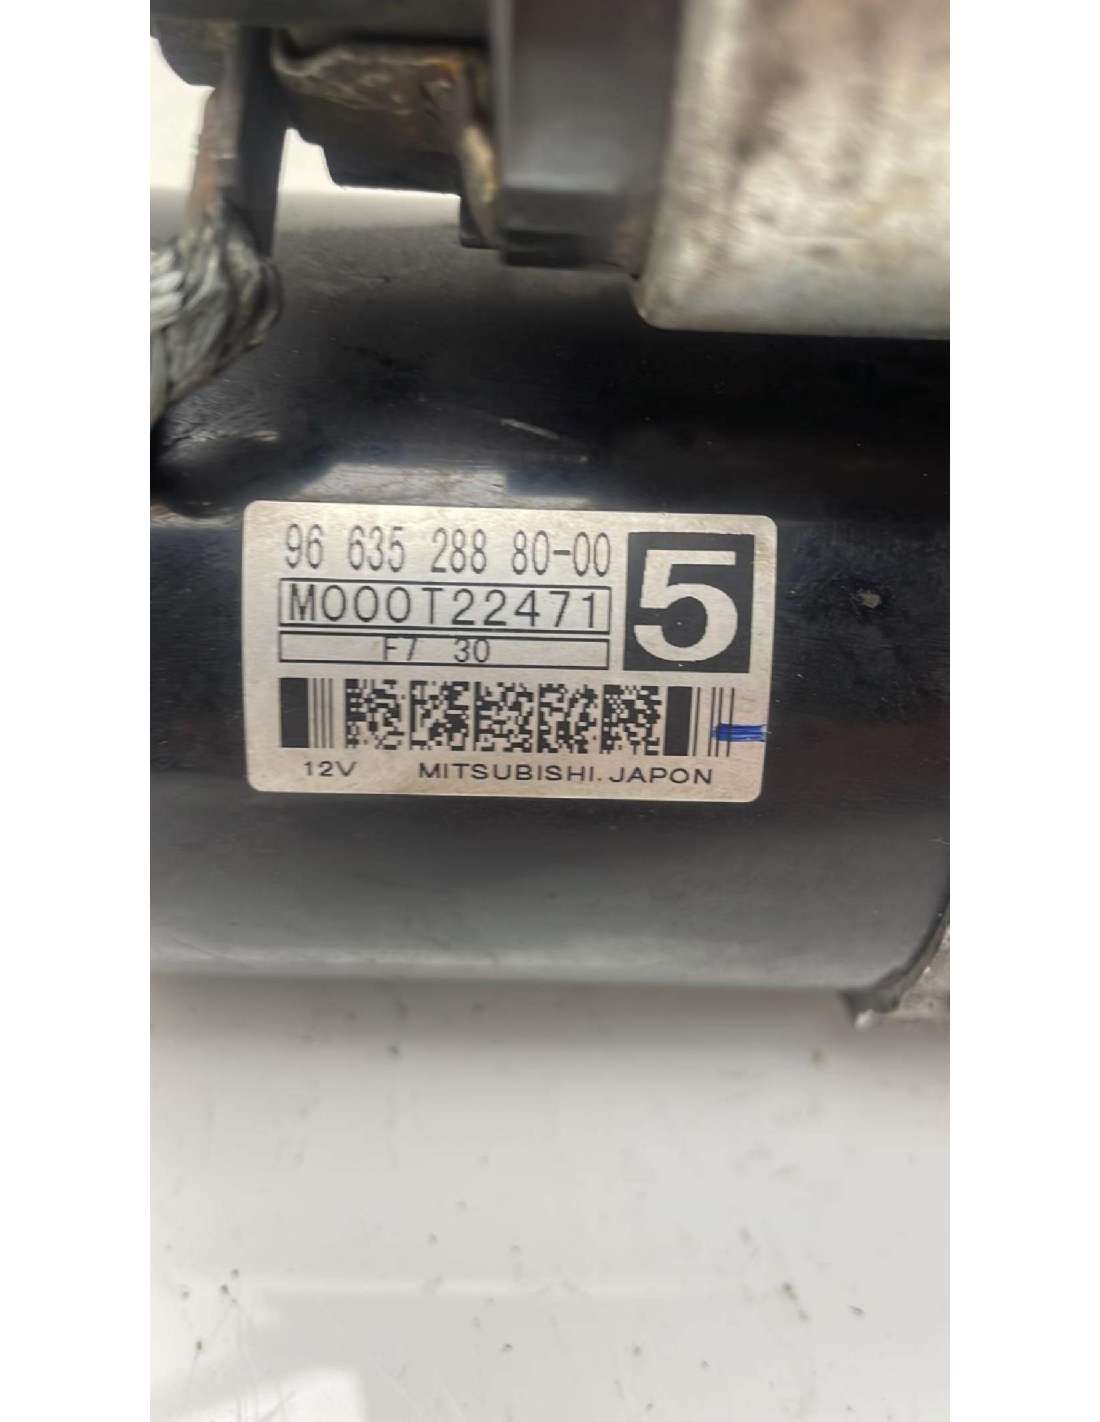 96 635 288 80-00
5
M000T22471
F7 30
12V MITSUBISHI. JAPON